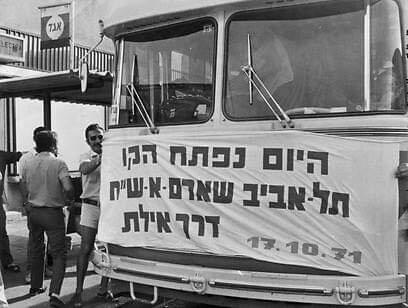 אגד
היום נפתח הקו
תל-אביב שארם-א-ש"ח
דרך אילת
17.10.71